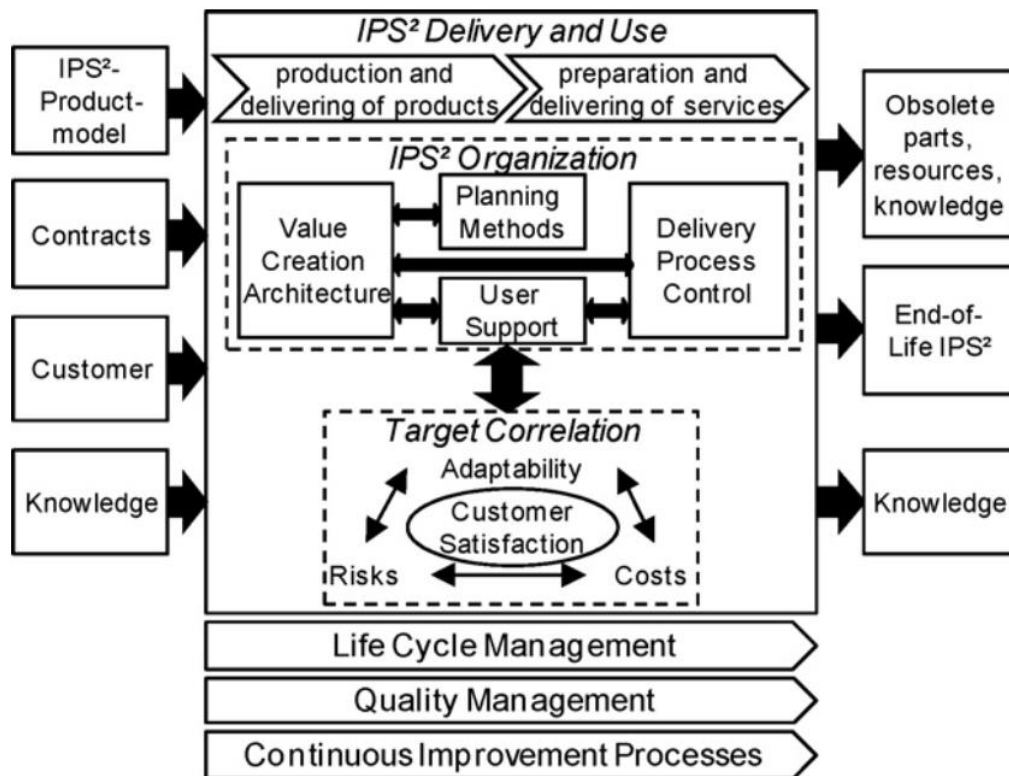 IPS² Delivery and Use
IPS²-
Product-
model
production and
delivering of products
preparation and
delivering of services
Obsolete
parts,
resources,
knowledge
IPS² Organization
Contracts
Value
Creation
Architecture
Planning
Methods
User
Support
Delivery
Process
Control
End-of-
Life IPS²
Customer
Target Correlation
Adaptability
Customer
Satisfaction
Risks
Costs
Knowledge
Knowledge
Life Cycle Management
Quality Management
Continuous Improvement Processes